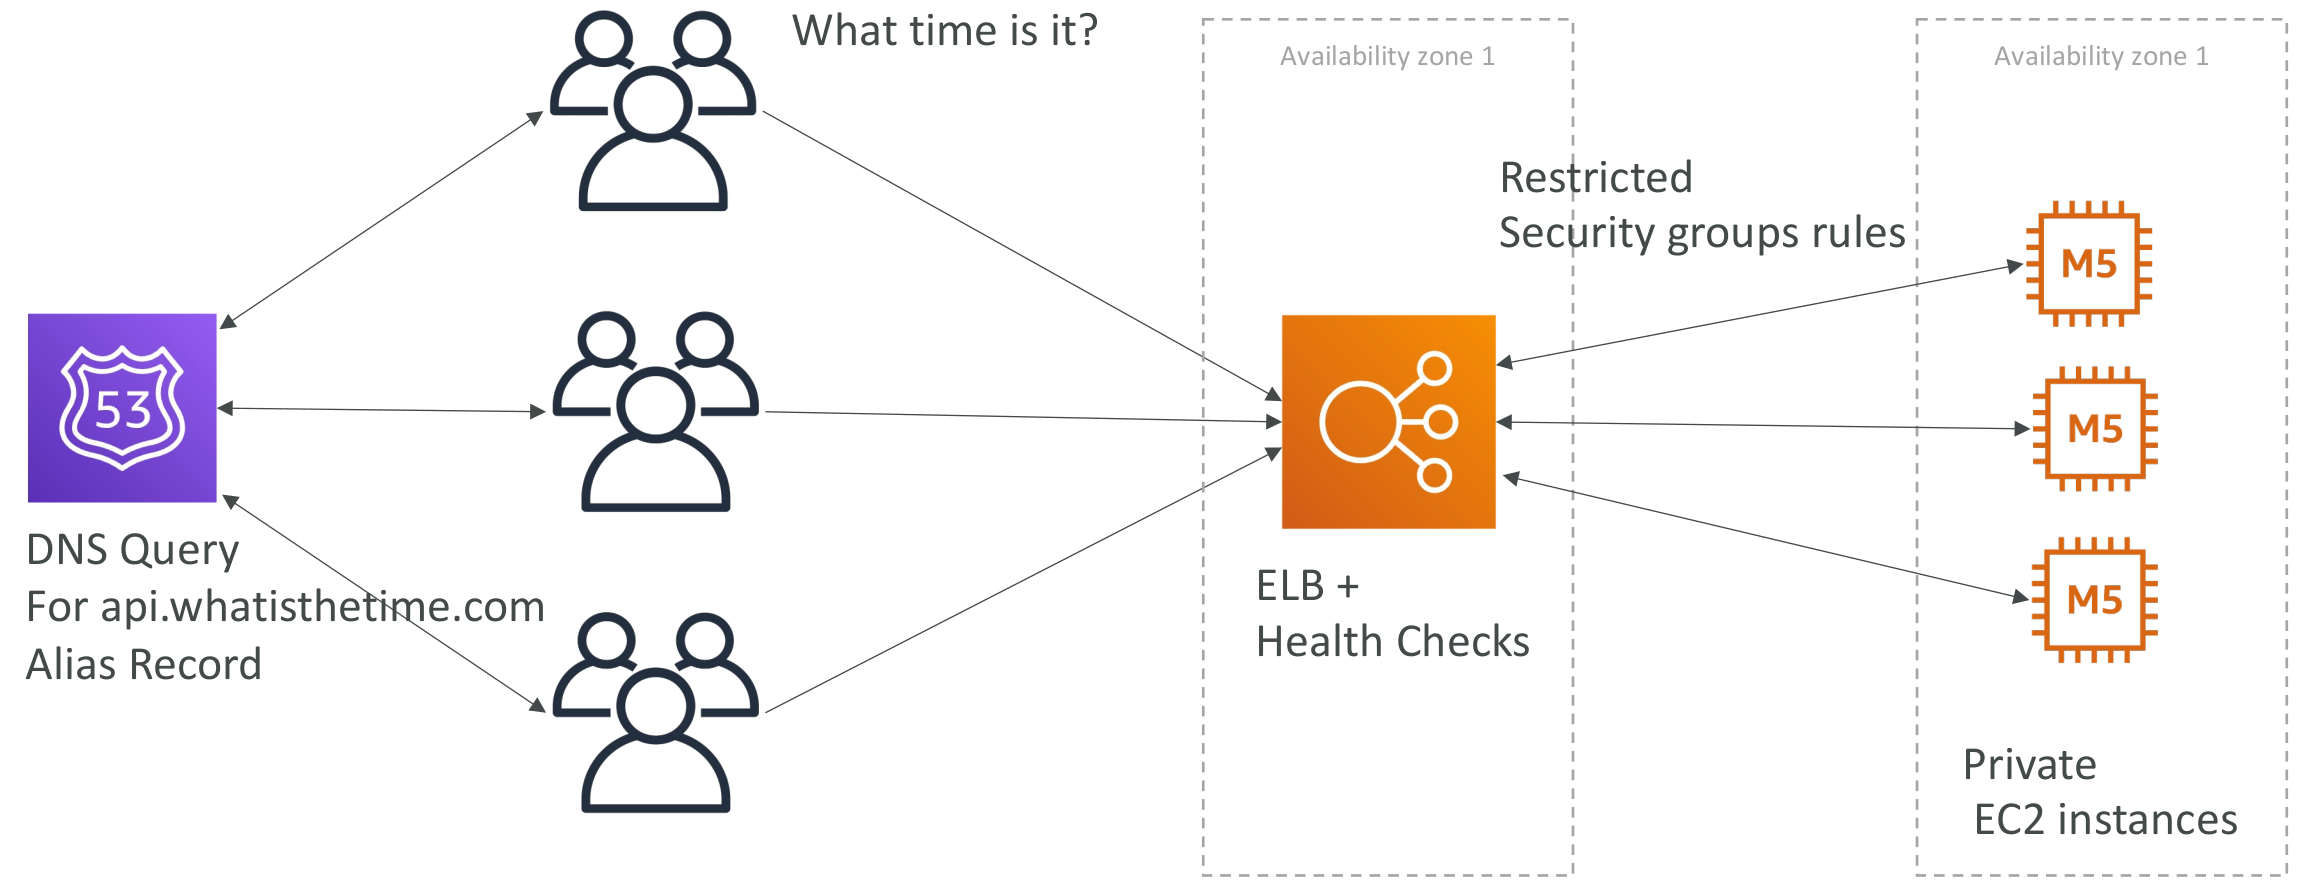 What time is it?
Availability zone 1
Availability zone 1
Restricted
Security groups rules
M5
M5
M5
53
DNS Query
For api.whatisthetime.com
Alias Record
ELB +
Health Checks
Private
EC2 instances